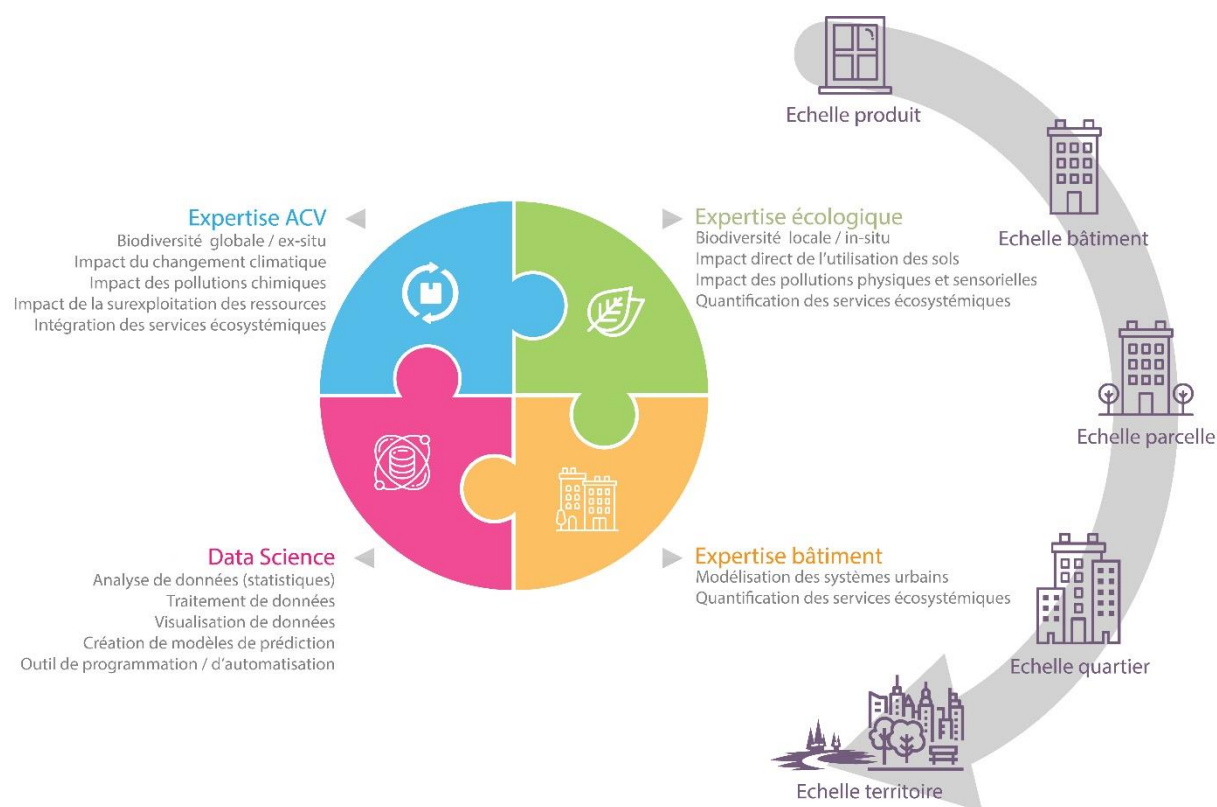 Echelle produit
Echelle bâtiment
Echelle parcelle
Echelle quartier
Echelle territoire
Expertise ACV
Biodiversité globale / ex-situ
Impact du changement climatique
Impact des pollutions chimiques
Impact de la surexploitation des ressources
Intégration des services écosystémiques
Expertise écologique
Biodiversité locale / in-situ
Impact direct de l'utilisation des sols
Impact des pollutions physiques et sensorielles
Quantification des services écosystémiques
Data Science
Analyse de données (statistiques)
Traitement de données
Visualisation de données
Création de modèles de prédiction
Outil de programmation / d'automatisation
Expertise bâtiment
Modélisation des systèmes urbains
Quantification des services écosystémiques